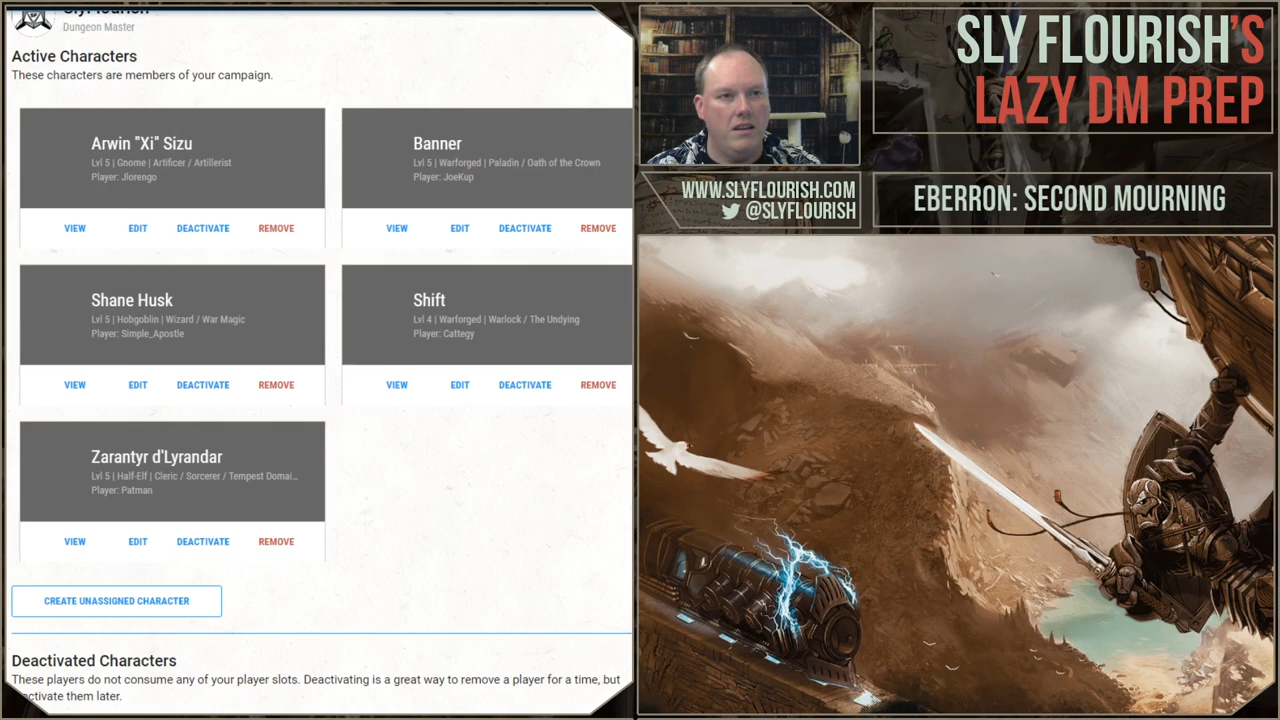 SlyFlourish
Dungeon Master
Active Characters
These characters are members of your campaign.
Arwin "Xi" Sizu
Lvl 5 | Gnome | Artificer / Artillerist
Player: Jlorengo
VIEW EDIT DEACTIVATE REMOVE
Banner
Lvl 5 | Warforged | Paladin / Oath of the Crown
Player: JoeKup
VIEW EDIT DEACTIVATE REMOVE
Shane Husk
Lvl 5 | Hobgoblin | Wizard / War Magic
Player: Simple_Apostle
VIEW EDIT DEACTIVATE REMOVE
Shift
Lvl 4 | Warforged | Warlock / The Undying
Player: Cattegy
VIEW EDIT DEACTIVATE REMOVE
Zarantyr d'Lyrandar
Lvl 5 | Half-Elf | Cleric / Sorcerer / Tempest Domai...
Player: Patman
VIEW EDIT DEACTIVATE REMOVE
CREATE UNASSIGNED CHARACTER
Deactivated Characters
These players do not consume any of your player slots. Deactivating is a great way to remove a player for a time, but
activate them later.
SLY FLOURISH'S
LAZY DM PREP
WWW.SLYFLOURISH.COM
@SLYFLOURISH
EBERRON: SECOND MOURNING